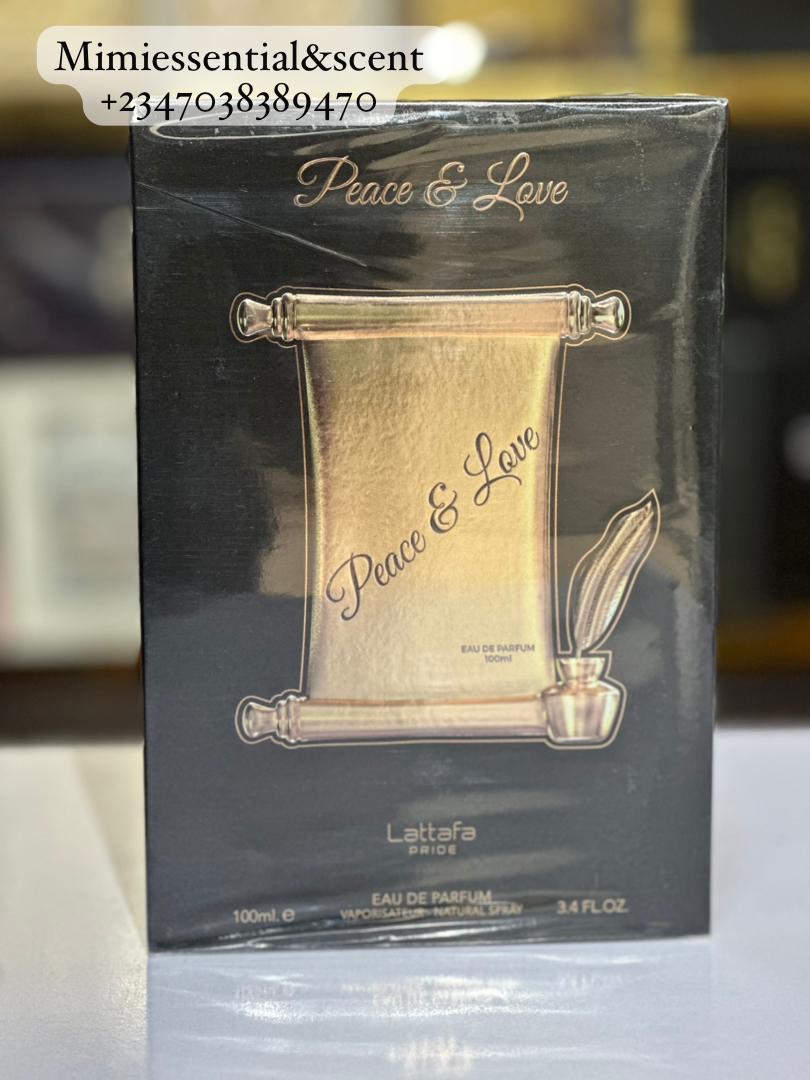 Mimiessential&scent
+2347038389470
Peace & Love
Peace & Love
EAU DE PARFUM
100ml
Lattafa
PRIDE
EAU DE PARFUM
100ml. e VAPORISATEUR - NATURAL SPRAY 3.4 FL.OZ.